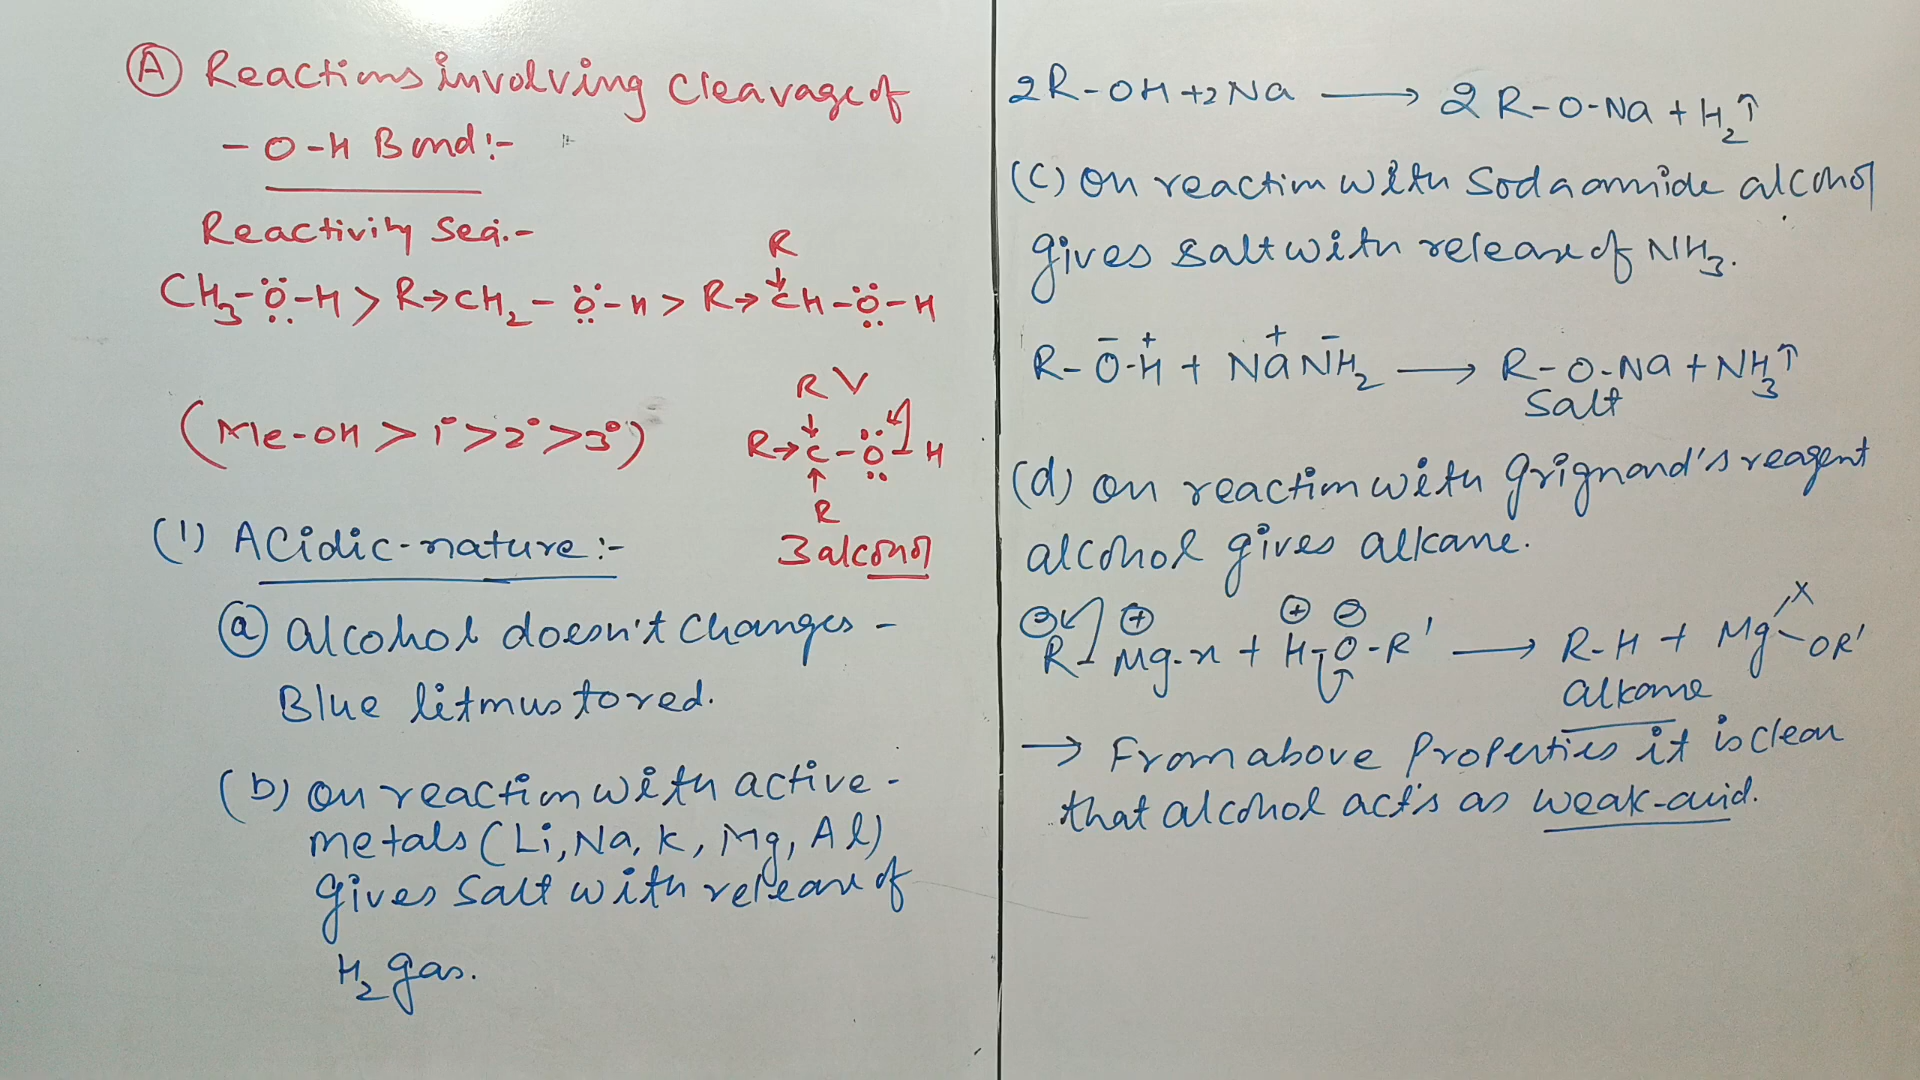 (A) Reactions involving cleavage of
- O-H Bond:-
Reactivity Seq.-
R
CH₃-Ö-H > R→CH₂-Ö-H > R→CH-Ö-H
R V
(Me-OH > 1° > 2° > 3°)
R→C-Ö-H
R
3 alcohol
(1) Acidic-nature:-
(a) alcohol doesn't changes -
Blue litmus to red.
(b) on reaction with active -
metals (Li, Na, K, Mg, Al)
gives salt with release of
H₂ gas.
2R-OH + 2Na ⟶ 2R-O-Na + H₂↑
(c) on reaction with Sodaamide alcohol
gives salt with release of NH₃.
R-Ō-H⁺ + Na⁺NH₂⁻ ⟶ R-O-Na + NH₃↑
Salt
(d) on reaction with Grignard's reagent
alcohol gives alkane.
⊖ ⊕ ⊕ ⊖ X
R-Mg-x + H-O-R' ⟶ R-H + Mg-OR'
alkane
→ From above Properties it is clear
that alcohol act's as weak-acid.